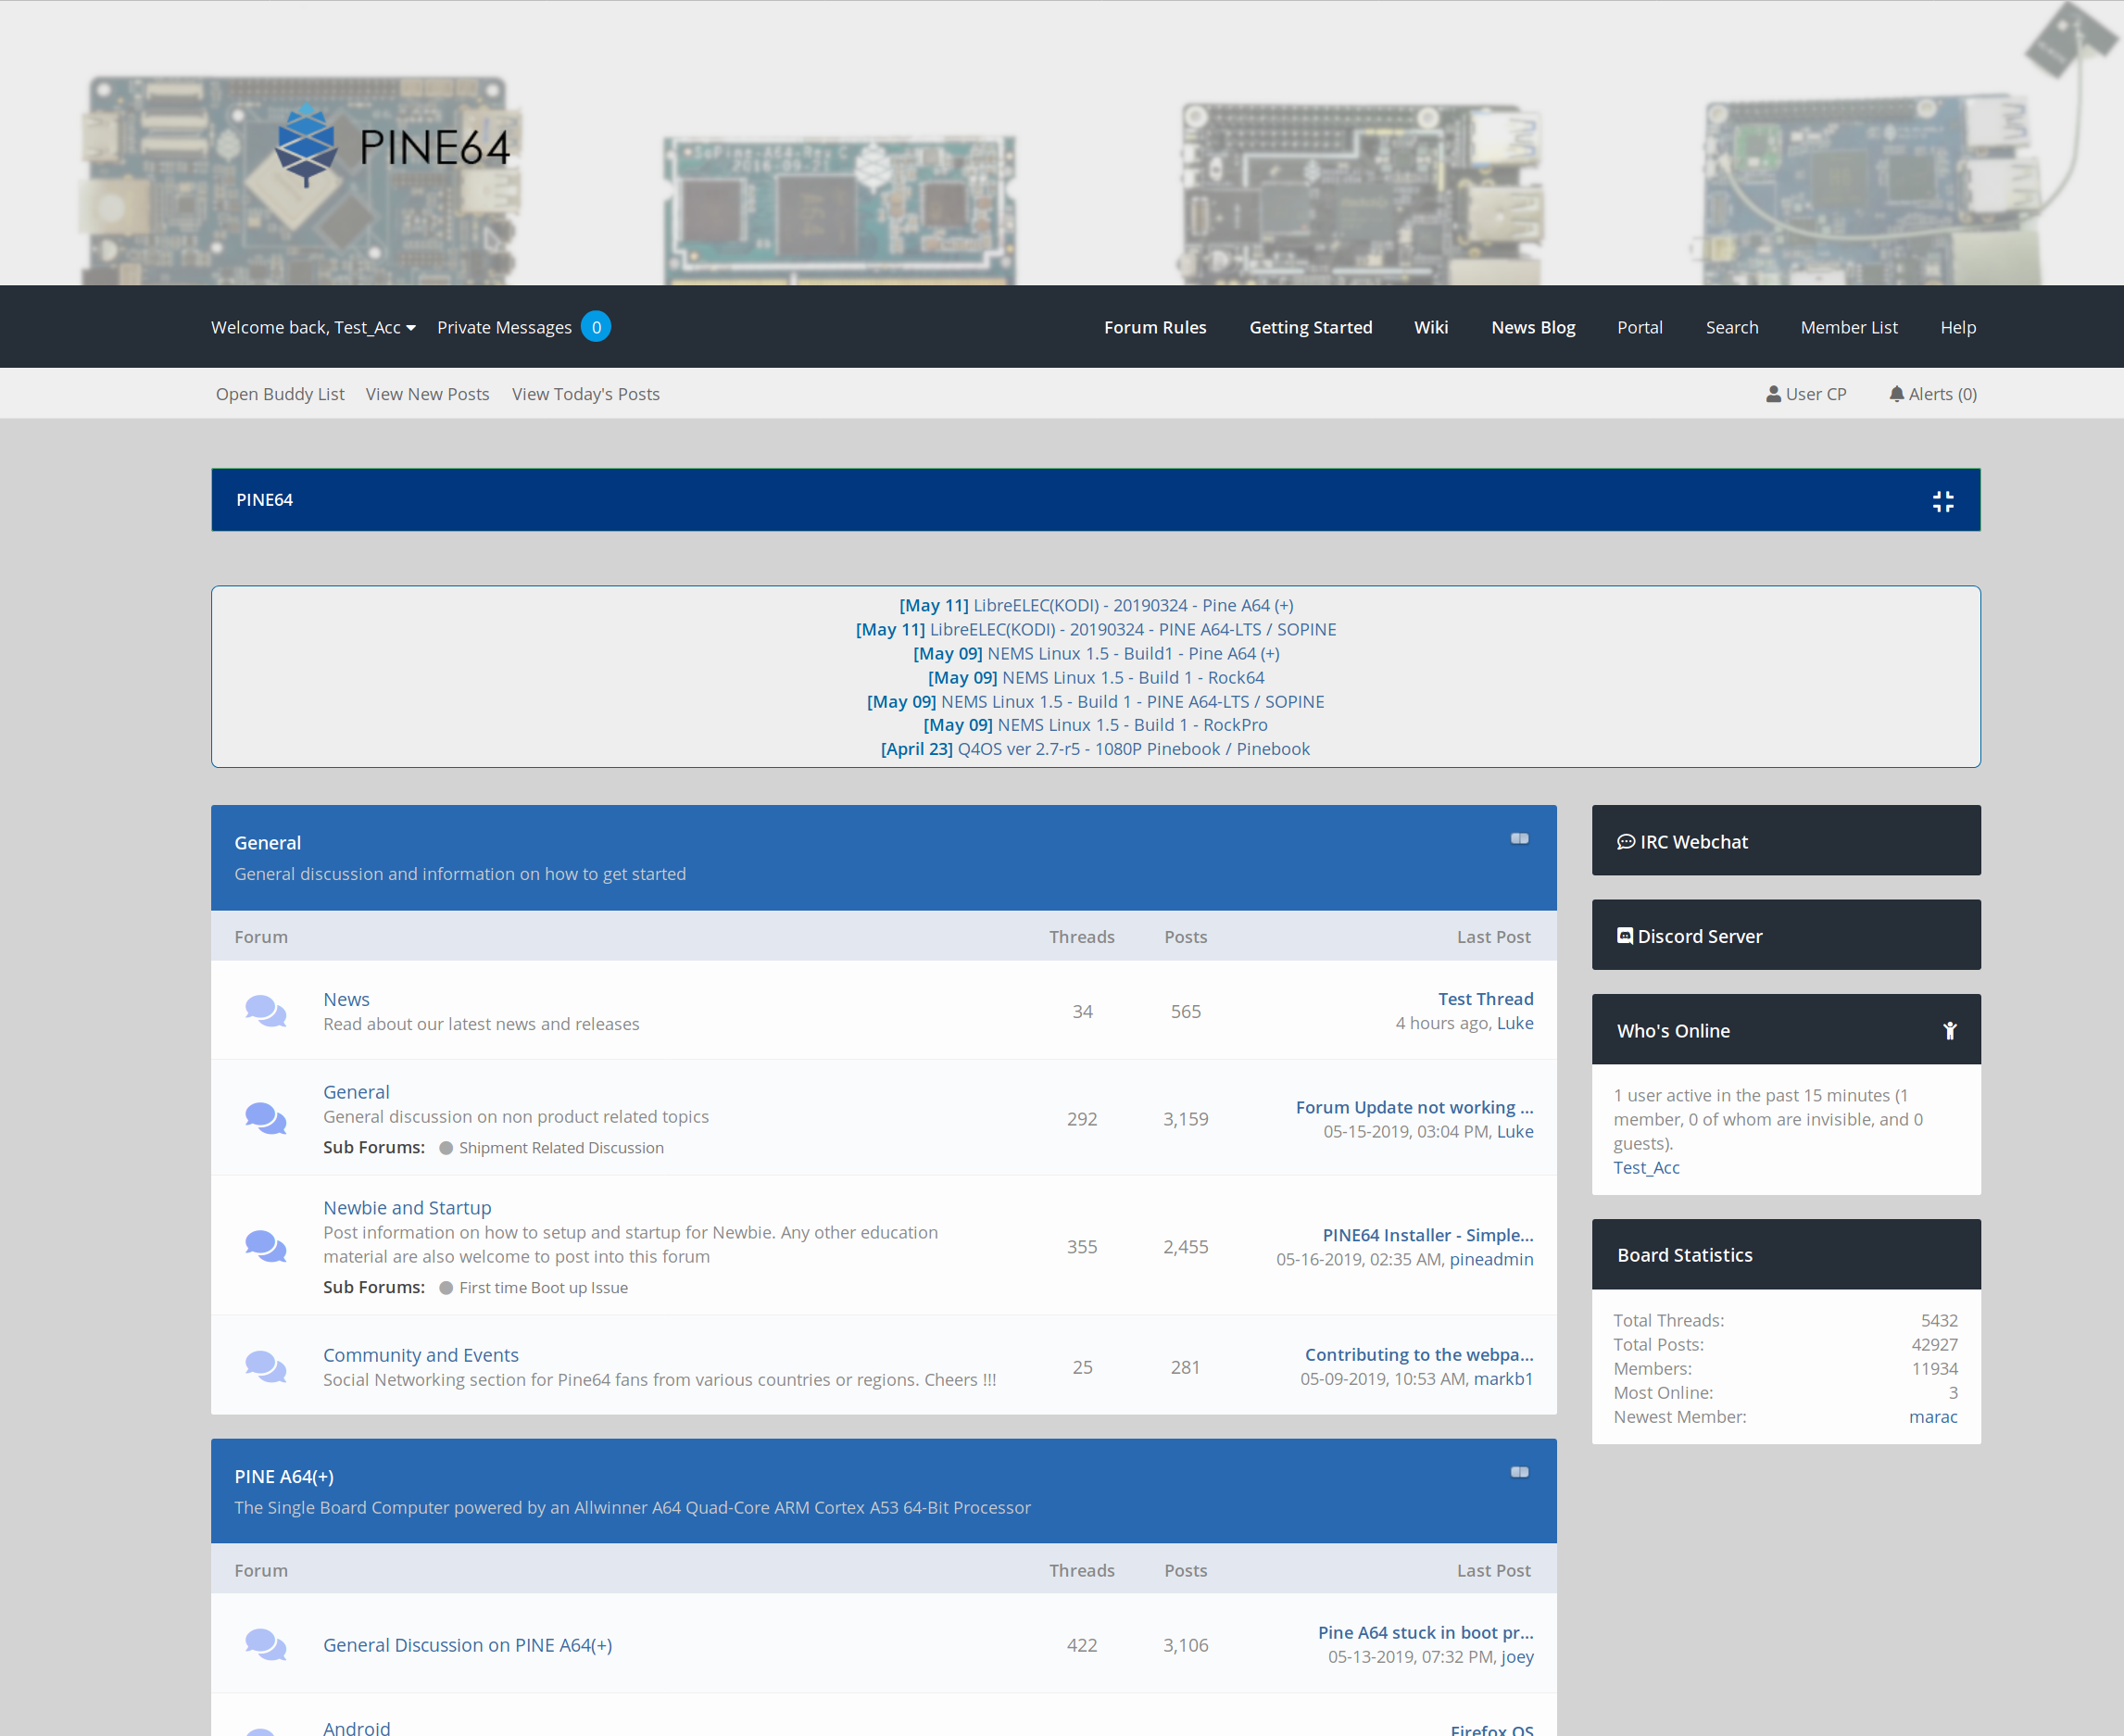 PINE64
SoPine-A64-Rev C
Welcome back, Test_Acc
Private Messages 0
Forum Rules
Getting Started
Wiki
News Blog
Portal
Search
Member List
Help
Open Buddy List
View New Posts
View Today's Posts
User CP
Alerts (0)
PINE64
[May 11] LibreELEC(KODI) - 20190324 - Pine A64 (+)
[May 11] LibreELEC(KODI) - 20190324 - PINE A64-LTS / SOPINE
[May 09] NEMS Linux 1.5 - Build1 - Pine A64 (+)
[May 09] NEMS Linux 1.5 - Build 1 - Rock64
[May 09] NEMS Linux 1.5 - Build 1 - PINE A64-LTS / SOPINE
[May 09] NEMS Linux 1.5 - Build 1 - RockPro
[April 23] Q4OS ver 2.7-r5 - 1080P Pinebook / Pinebook
General
General discussion and information on how to get started
Forum Threads Posts Last Post
News
Read about our latest news and releases
34
565
Test Thread
4 hours ago, Luke
General
General discussion on non product related topics
Sub Forums: Shipment Related Discussion
292
3,159
Forum Update not working ...
05-15-2019, 03:04 PM, Luke
Newbie and Startup
Post information on how to setup and startup for Newbie. Any other education
material are also welcome to post into this forum
Sub Forums: First time Boot up Issue
355
2,455
PINE64 Installer - Simple...
05-16-2019, 02:35 AM, pineadmin
Community and Events
Social Networking section for Pine64 fans from various countries or regions. Cheers !!!
25
281
Contributing to the webpa...
05-09-2019, 10:53 AM, markb1
PINE A64(+)
The Single Board Computer powered by an Allwinner A64 Quad-Core ARM Cortex A53 64-Bit Processor
Forum Threads Posts Last Post
General Discussion on PINE A64(+)
422
3,106
Pine A64 stuck in boot pr...
05-13-2019, 07:32 PM, joey
Android
Firefox OS
IRC Webchat
Discord Server
Who's Online
1 user active in the past 15 minutes (1
member, 0 of whom are invisible, and 0
guests).
Test_Acc
Board Statistics
Total Threads: 5432
Total Posts: 42927
Members: 11934
Most Online: 3
Newest Member: marac